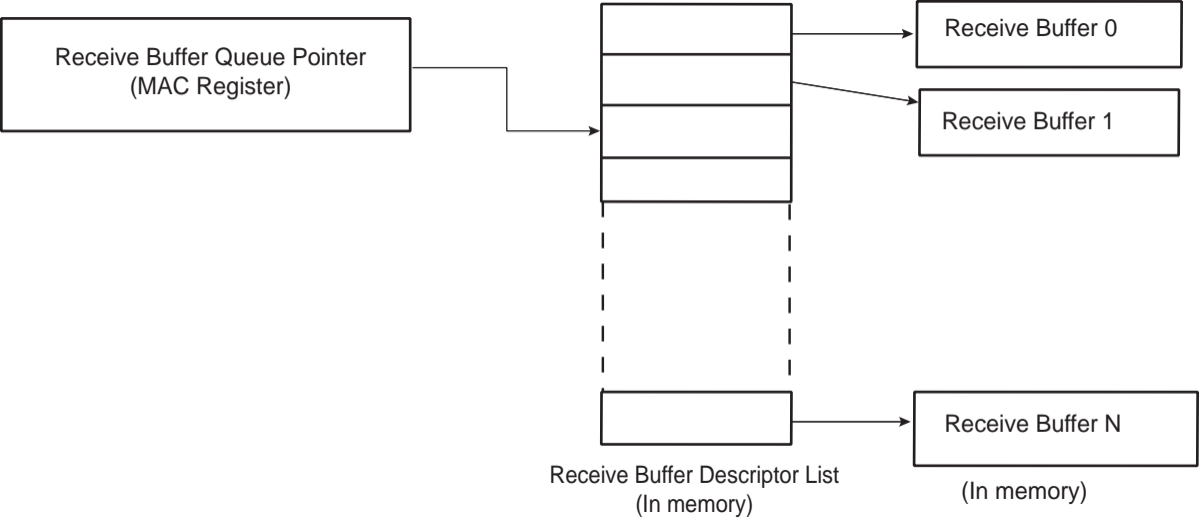 Receive Buffer Queue Pointer
(MAC Register)
Receive Buffer 0
Receive Buffer 1
Receive Buffer N
Receive Buffer Descriptor List
(In memory)
(In memory)